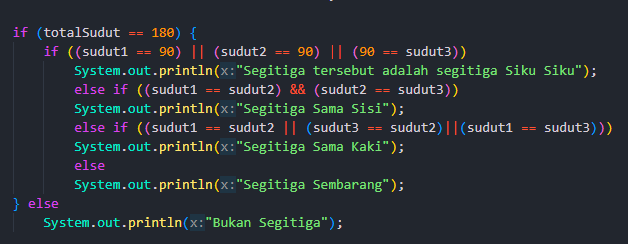 if (totalSudut == 180) {
if ((sudut1 == 90) || (sudut2 == 90) || (90 == sudut3))
System.out.println(x:"Segitiga tersebut adalah segitiga Siku Siku");
else if ((sudut1 == sudut2) && (sudut2 == sudut3))
System.out.println(x:"Segitiga Sama Sisi");
else if ((sudut1 == sudut2 || (sudut3 == sudut2)||(sudut1 == sudut3)))
System.out.println(x:"Segitiga Sama Kaki");
else
System.out.println(x:"Segitiga Sembarang");
} else
System.out.println(x:"Bukan Segitiga");